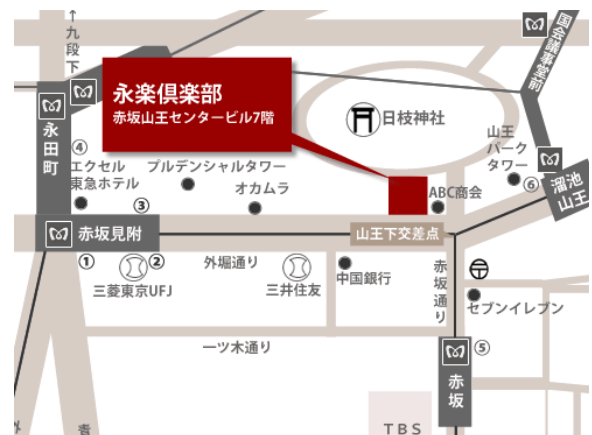 ↑九段下
国会議事堂前
永楽倶楽部
赤坂山王センタービル7階
日枝神社
永田町
④
エクセル
東急ホテル
プルデンシャルタワー
オカムラ
山王
パーク
タワー
⑥
溜池
山王
ABC商会
③
赤坂見附
山王下交差点
①
②
外堀通り
三菱東京UFJ
三井住友
中国銀行
赤坂通り
セブンイレブン
一ツ木通り
⑤
赤坂
TBS